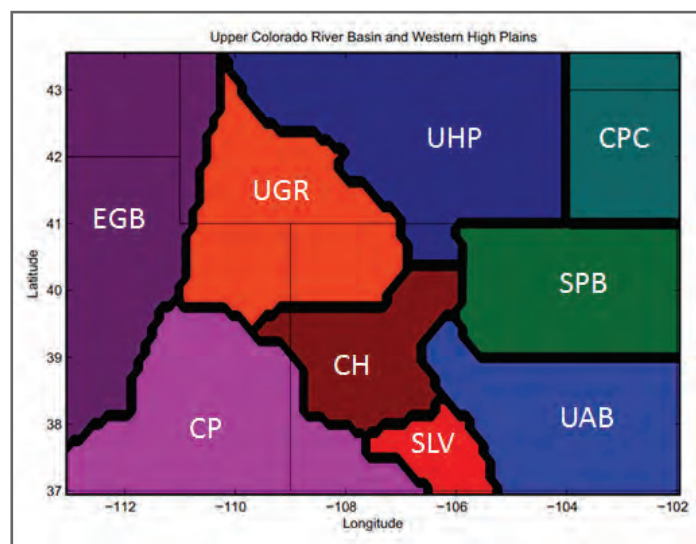 Upper Colorado River Basin and Western High Plains
43
42
41
40
39
38
37
Latitude
UHP
CPC
UGR
EGB
SPB
CH
UAB
CP
SLV
−112
−110
−108
−106
−104
−102
Longitude